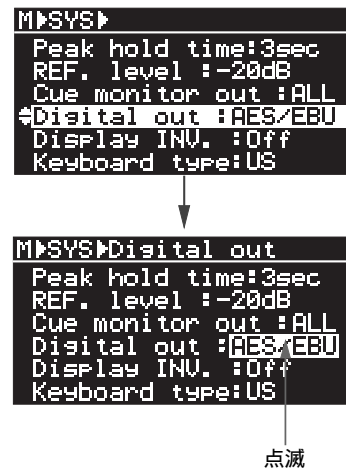 M▶SYS▶
Peak hold time:3sec
REF. level :-20dB
Cue monitor out :ALL
Digital out :AES/EBU
Display INV. :Off
Keyboard type:US
M▶SYS▶Digital out
Peak hold time:3sec
REF. level :-20dB
Cue monitor out :ALL
Digital out :AES/EBU
Display INV. :Off
Keyboard type:US
点滅